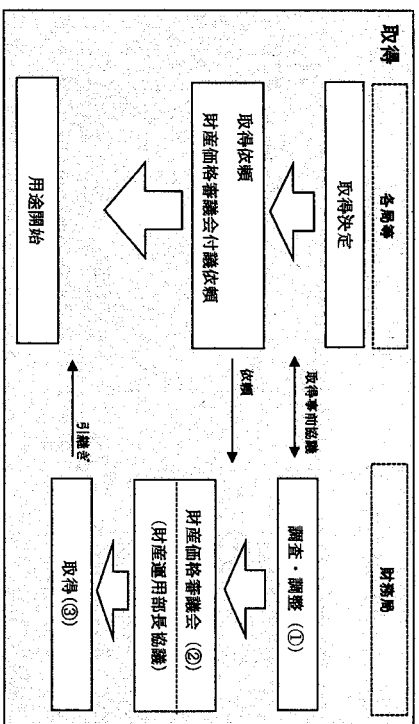 取得
各局等
財務局
取得決定
取得事前協議
調査・調整（①）
取得依頼
財産価格審議会付議依頼
依頼
財産価格審議会（②）
（財産運用部長協議）
用途開始
引継ぎ
取得（③）